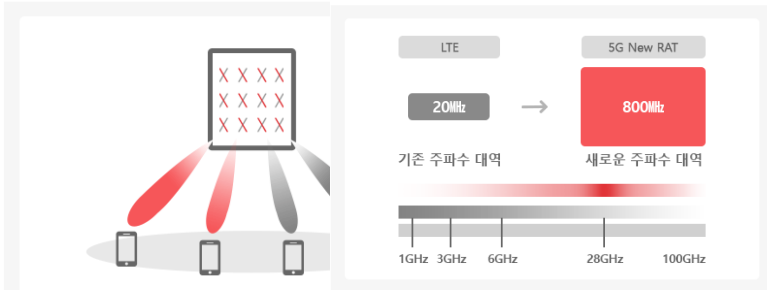 LTE
5G New RAT
20㎒
800㎒
기존 주파수 대역
새로운 주파수 대역
1GHz 3GHz 6GHz 28GHz 100GHz